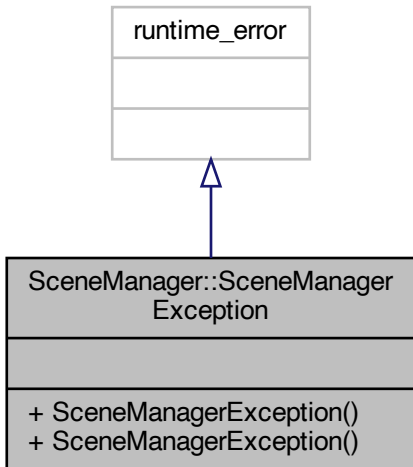 runtime_error
SceneManager::SceneManager
Exception
+ SceneManagerException()
+ SceneManagerException()